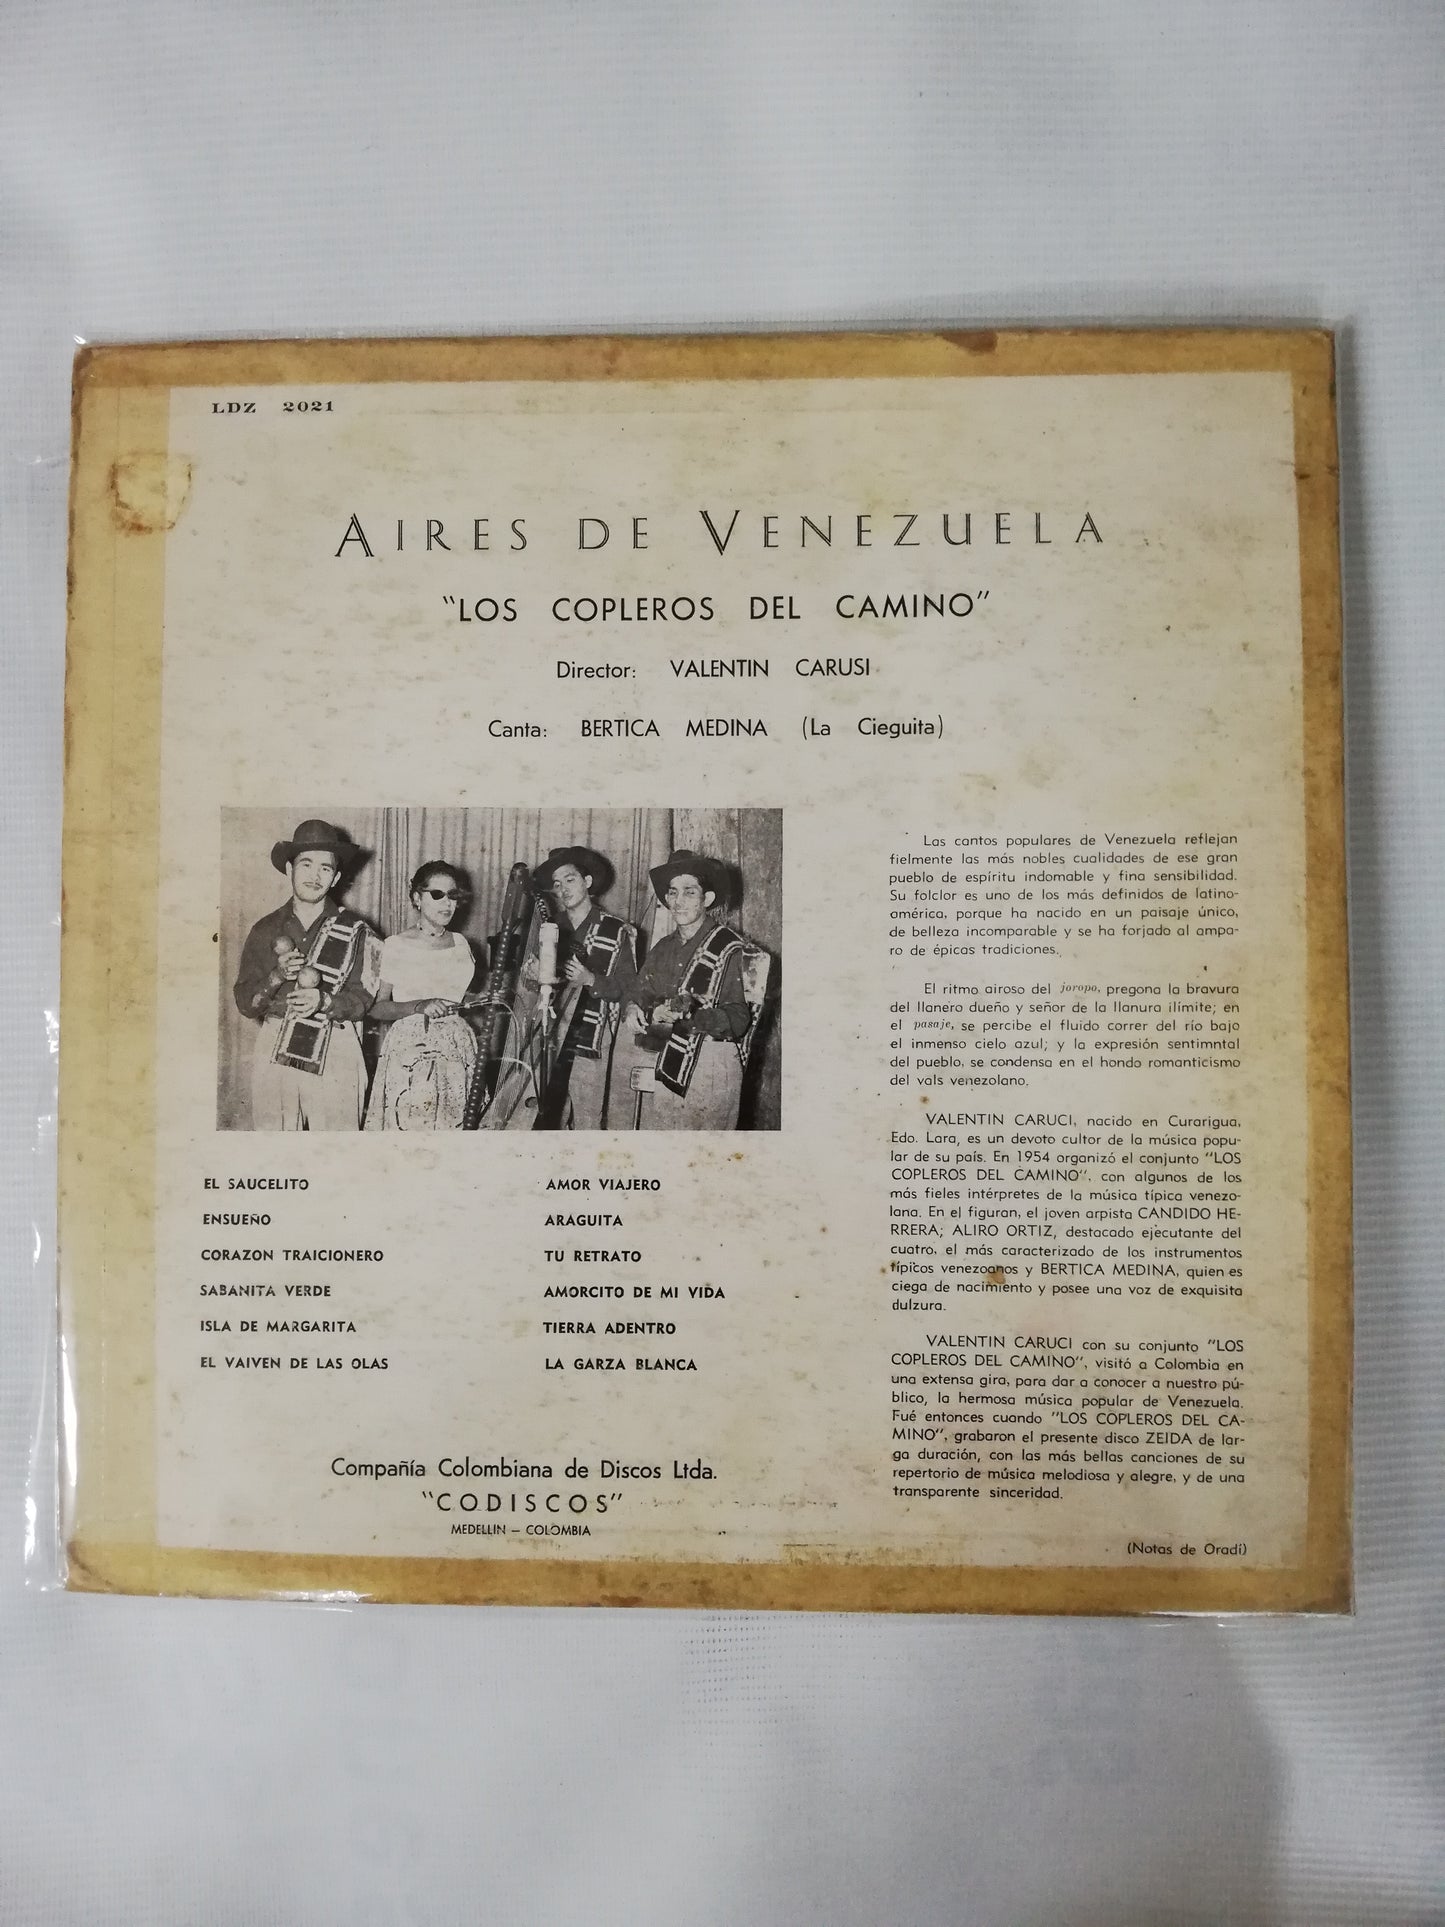 LDZ 2021
AIRES DE VENEZUELA
"LOS COPLEROS DEL CAMINO"
Director: VALENTIN CARUSI
Canta: BERTICA MEDINA (La Cieguita)
EL SAUCELITO
ENSUEÑO
CORAZON TRAICIONERO
SABANITA VERDE
ISLA DE MARGARITA
EL VAIVEN DE LAS OLAS
AMOR VIAJERO
ARAGUITA
TU RETRATO
AMORCITO DE MI VIDA
TIERRA ADENTRO
LA GARZA BLANCA
Compañía Colombiana de Discos Ltda.
"CODISCOS"
MEDELLIN – COLOMBIA
Las cantos populares de Venezuela reflejan
fielmente las más nobles cualidades de ese gran
pueblo de espíritu indomable y fina sensibilidad.
Su folclor es uno de los más definidos de latino-
américa, porque ha nacido en un paisaje único,
de belleza incomparable y se ha forjado al ampa-
ro de épicas tradiciones.
El ritmo airoso del joropo, pregona la bravura
del llanero dueño y señor de la llanura ilímite; en
el pasaje, se percibe el fluido correr del río bajo
el inmenso cielo azul; y la expresión sentimntal
del pueblo, se condensa en el hondo romanticismo
del vals venezolano.
VALENTIN CARUCI, nacido en Curarigua,
Edo. Lara, es un devoto cultor de la música popu-
lar de su país. En 1954 organizó el conjunto "LOS
COPLEROS DEL CAMINO", con algunos de los
más fieles intérpretes de la música típica venezo-
lana. En el figuran, el joven arpista CANDIDO HE-
RRERA; ALIRO ORTIZ, destacado ejecutante del
cuatro, el más caracterizado de los instrumentos
típicos venezoanos y BERTICA MEDINA, quien es
ciega de nacimiento y posee una voz de exquisita
dulzura.
VALENTIN CARUCI con su conjunto "LOS
COPLEROS DEL CAMINO", visitó a Colombia en
una extensa gira, para dar a conocer a nuestro pú-
blico, la hermosa música popular de Venezuela.
Fué entonces cuando "LOS COPLEROS DEL CA-
MINO", grabaron el presente disco ZEIDA de lar-
ga duración, con las más bellas canciones de su
repertorio de música melodiosa y alegre, y de una
transparente sinceridad.
(Notas de Oradí)